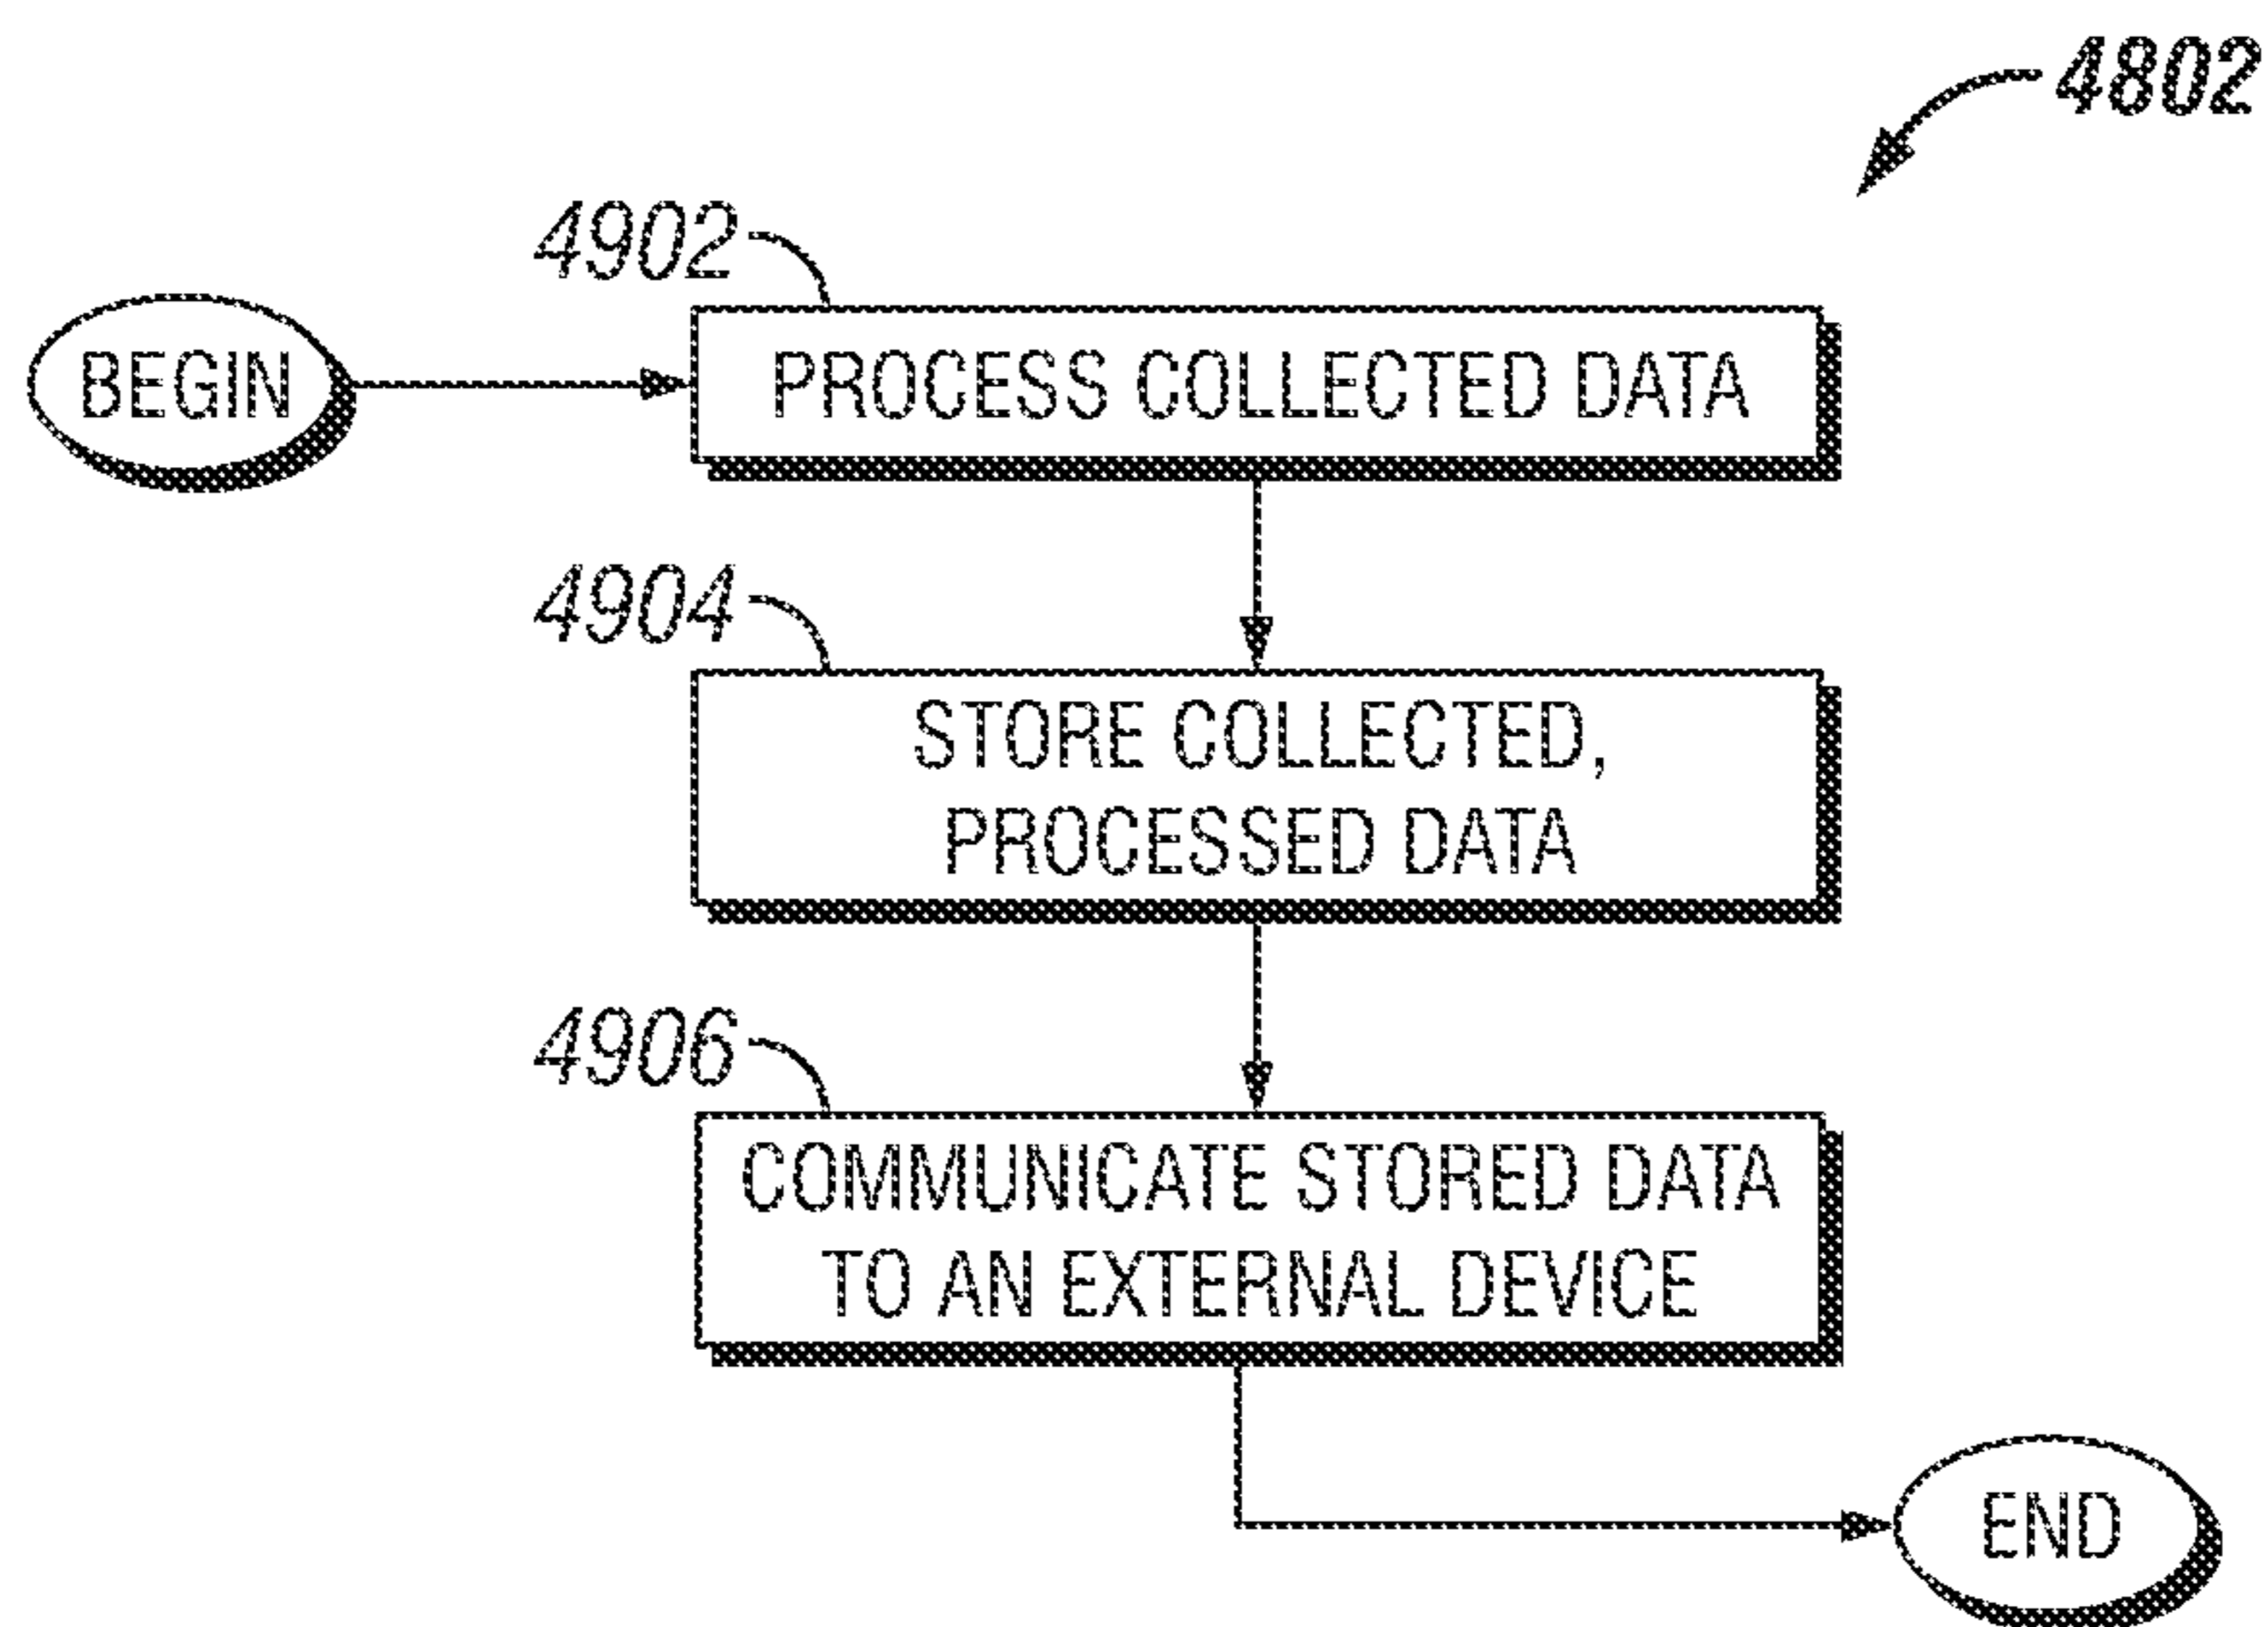 4802
4902
BEGIN
PROCESS COLLECTED DATA
4904
STORE COLLECTED,
PROCESSED DATA
4906
COMMUNICATE STORED DATA
TO AN EXTERNAL DEVICE
END